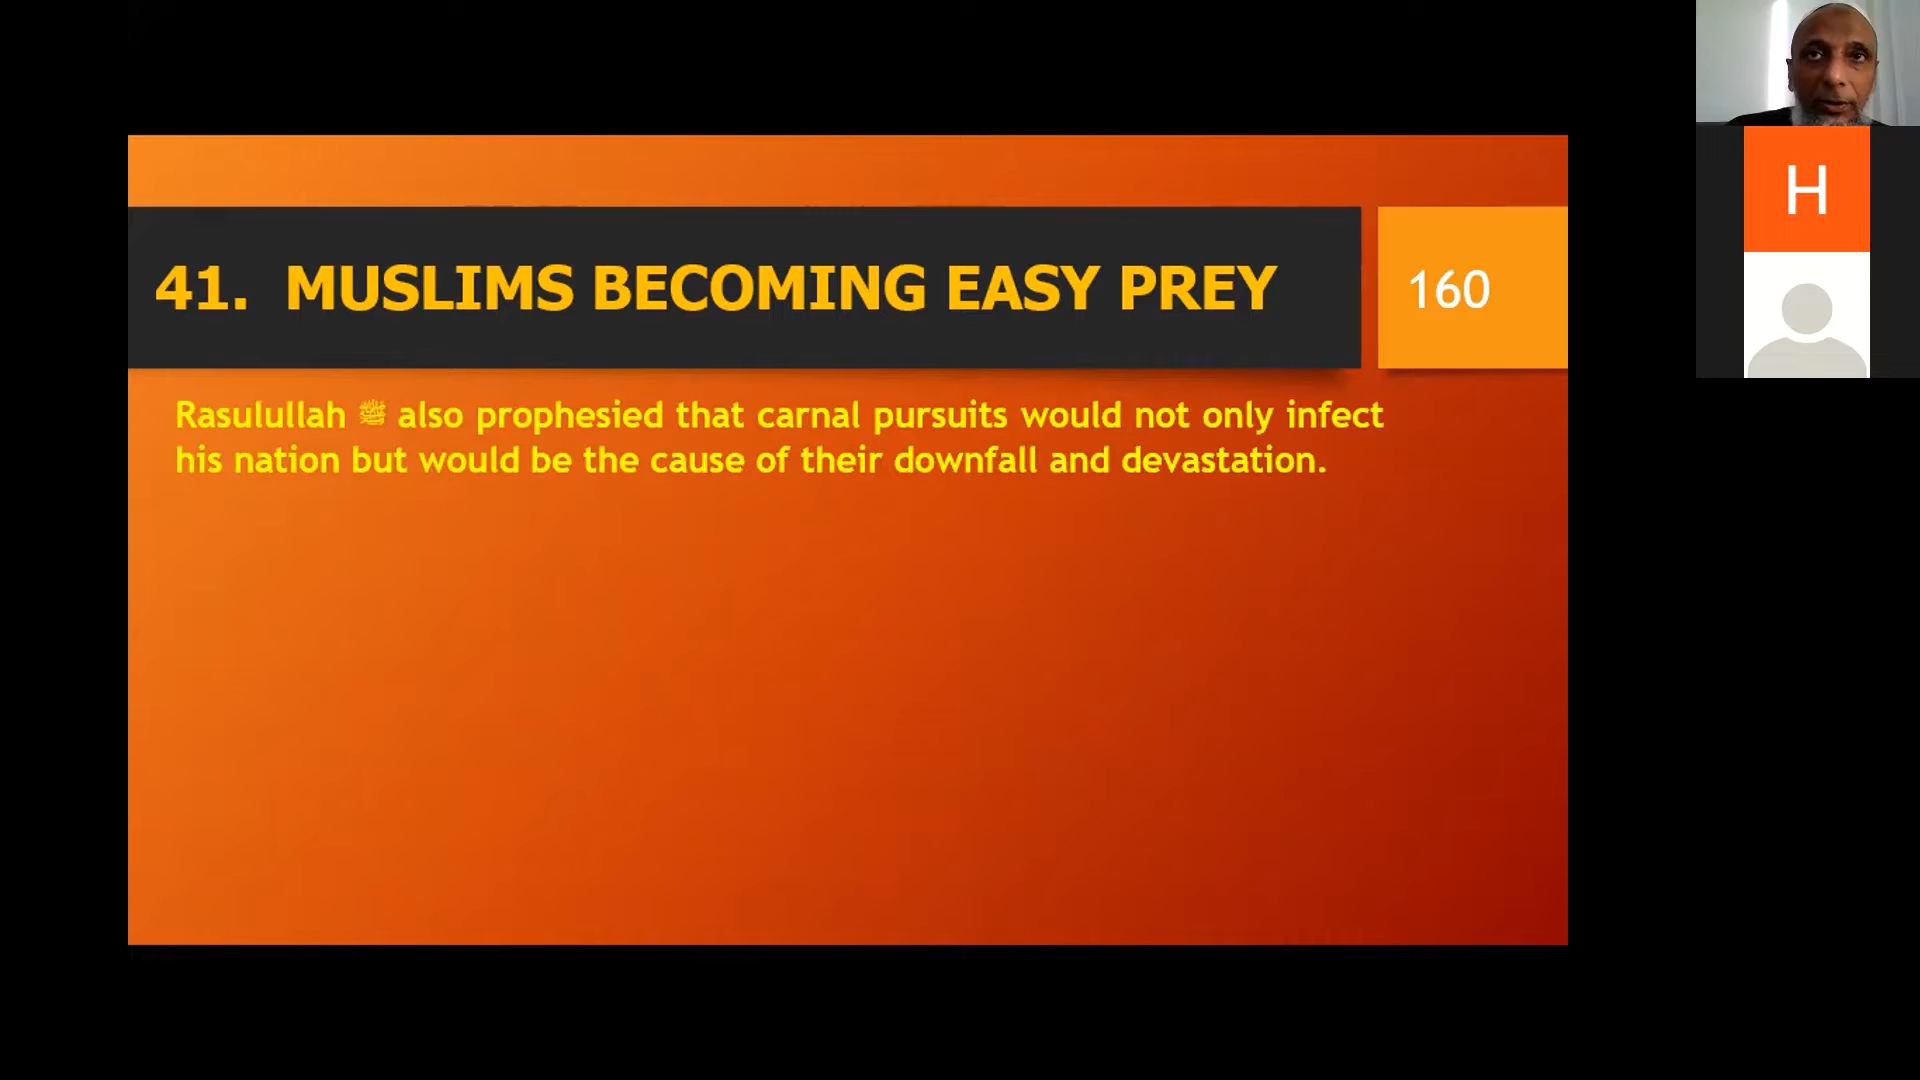 41. MUSLIMS BECOMING EASY PREY
160
Rasulullah ﷺ also prophesied that carnal pursuits would not only infect
his nation but would be the cause of their downfall and devastation.
H